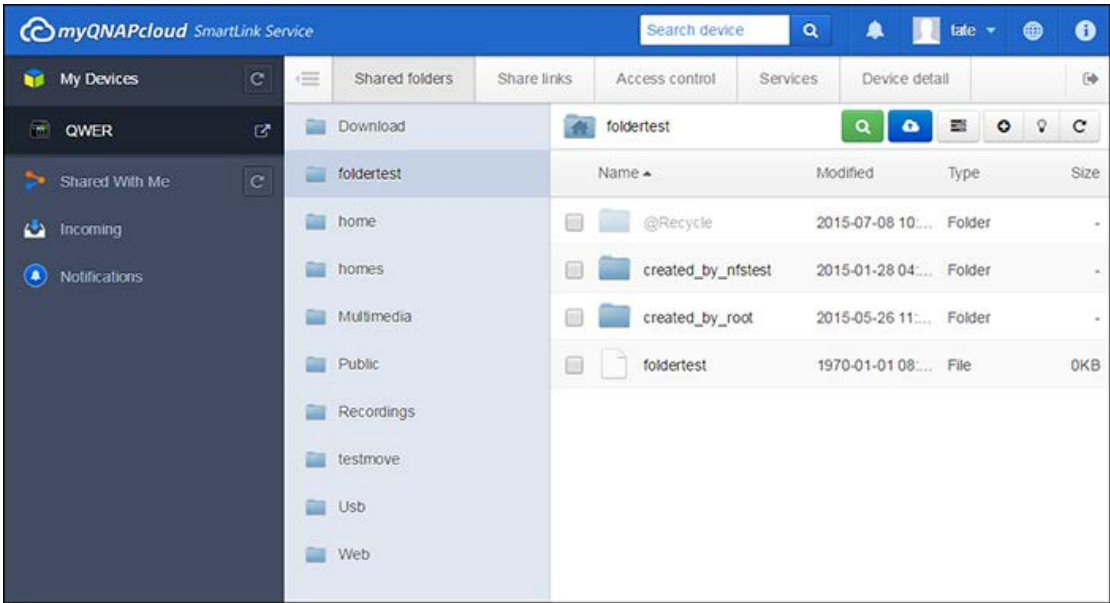 myQNAPcloud SmartLink Service
Search device
tate
My Devices
QWER
Shared With Me
Incoming
Notifications
Shared folders Share links Access control Services Device detail
Download
foldertest
home
homes
Multimedia
Public
Recordings
testmove
Usb
Web
foldertest
Name Modified Type Size
@Recycle 2015-07-08 10:... Folder -
created_by_nfstest 2015-01-28 04:... Folder -
created_by_root 2015-05-26 11:... Folder -
foldertest 1970-01-01 08:... File 0KB